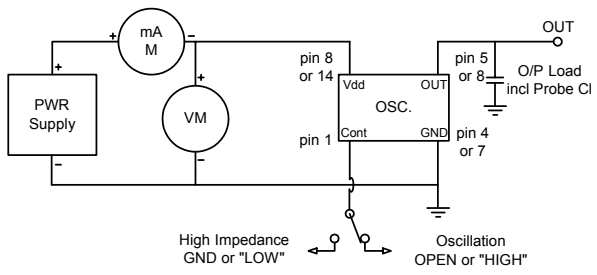 mA
M
+
-
OUT
+
PWR
Supply
-
+
VM
-
pin 8
or 14
Vdd
OUT
OSC.
Cont
GND
pin 5
or 8
O/P Load
incl Probe Cl
pin 1
pin 4
or 7
High Impedance
GND or "LOW"
Oscillation
OPEN or "HIGH"